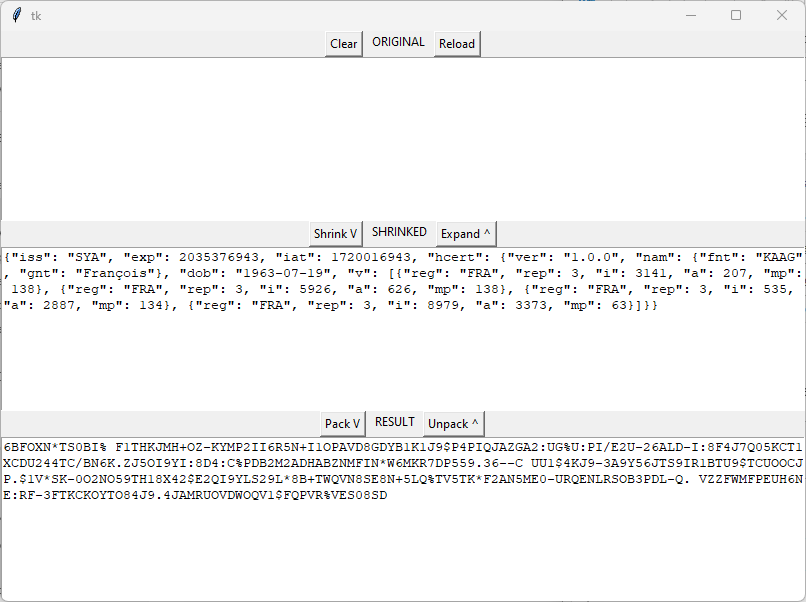 tk
Clear ORIGINAL Reload
Shrink V SHRINKED Expand ^
{"iss": "SYA", "exp": 2035376943, "iat": 1720016943, "hcert": {"ver": "1.0.0", "nam": {"fnt": "KAAG"
, "gnt": "François"}, "dob": "1963-07-19", "v": [{"reg": "FRA", "rep": 3, "i": 3141, "a": 207, "mp":
138}, {"reg": "FRA", "rep": 3, "i": 5926, "a": 626, "mp": 138}, {"reg": "FRA", "rep": 3, "i": 535,
"a": 2887, "mp": 134}, {"reg": "FRA", "rep": 3, "i": 8979, "a": 3373, "mp": 63}]}}
Pack V RESULT Unpack ^
6BFOXN*TS0BI% F1THKJMH+OZ-KYMP2II6R5N+I1OPAVD8GDYB1K1J9$P4PIQJAZGA2:UG%U:PI/E2U-26ALD-I:8F4J7Q05KCT1
XCDU244TC/BN6K.ZJ5OI9YI:8D4:C%PDB2M2ADHABZNMFIN*W6MKR7DP559.36--C UU1$4KJ9-3A9Y56JTS9IR1BTU9$TCUOOCJ
P.$1V*SK-0O2NO59TH18X42$E2QI9YLS29L*8B+TWQVN8SE8N+5LQ%TV5TK*F2AN5ME0-URQENLRSOB3PDL-Q. VZZFWMFPEUH6N
E:RF-3FTKCKOYTO84J9.4JAMRUOVDWOQV1$FQPVR%VES08SD